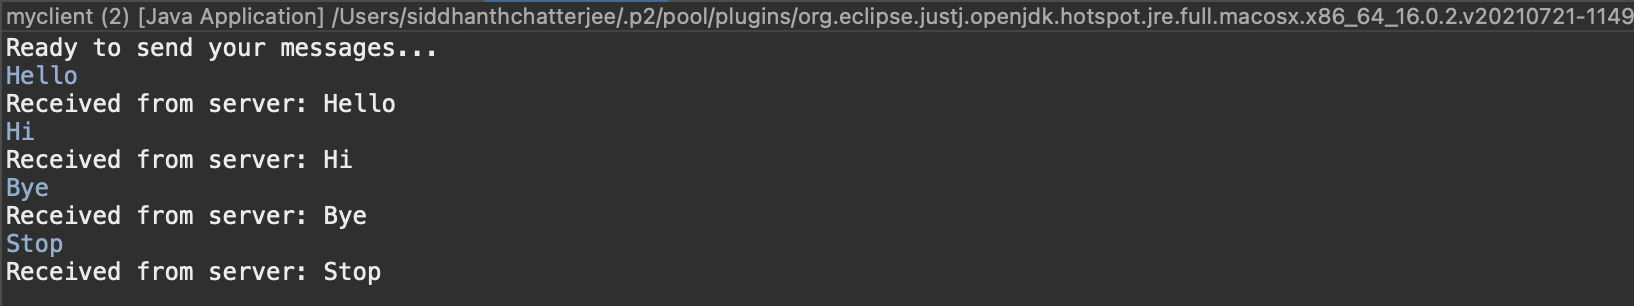 myclient (2) [Java Application] /Users/siddhanthchatterjee/.p2/pool/plugins/org.eclipse.justj.openjdk.hotspot.jre.full.macosx.x86_64_16.0.2.v20210721-1149
Ready to send your messages...
Hello
Received from server: Hello
Hi
Received from server: Hi
Bye
Received from server: Bye
Stop
Received from server: Stop